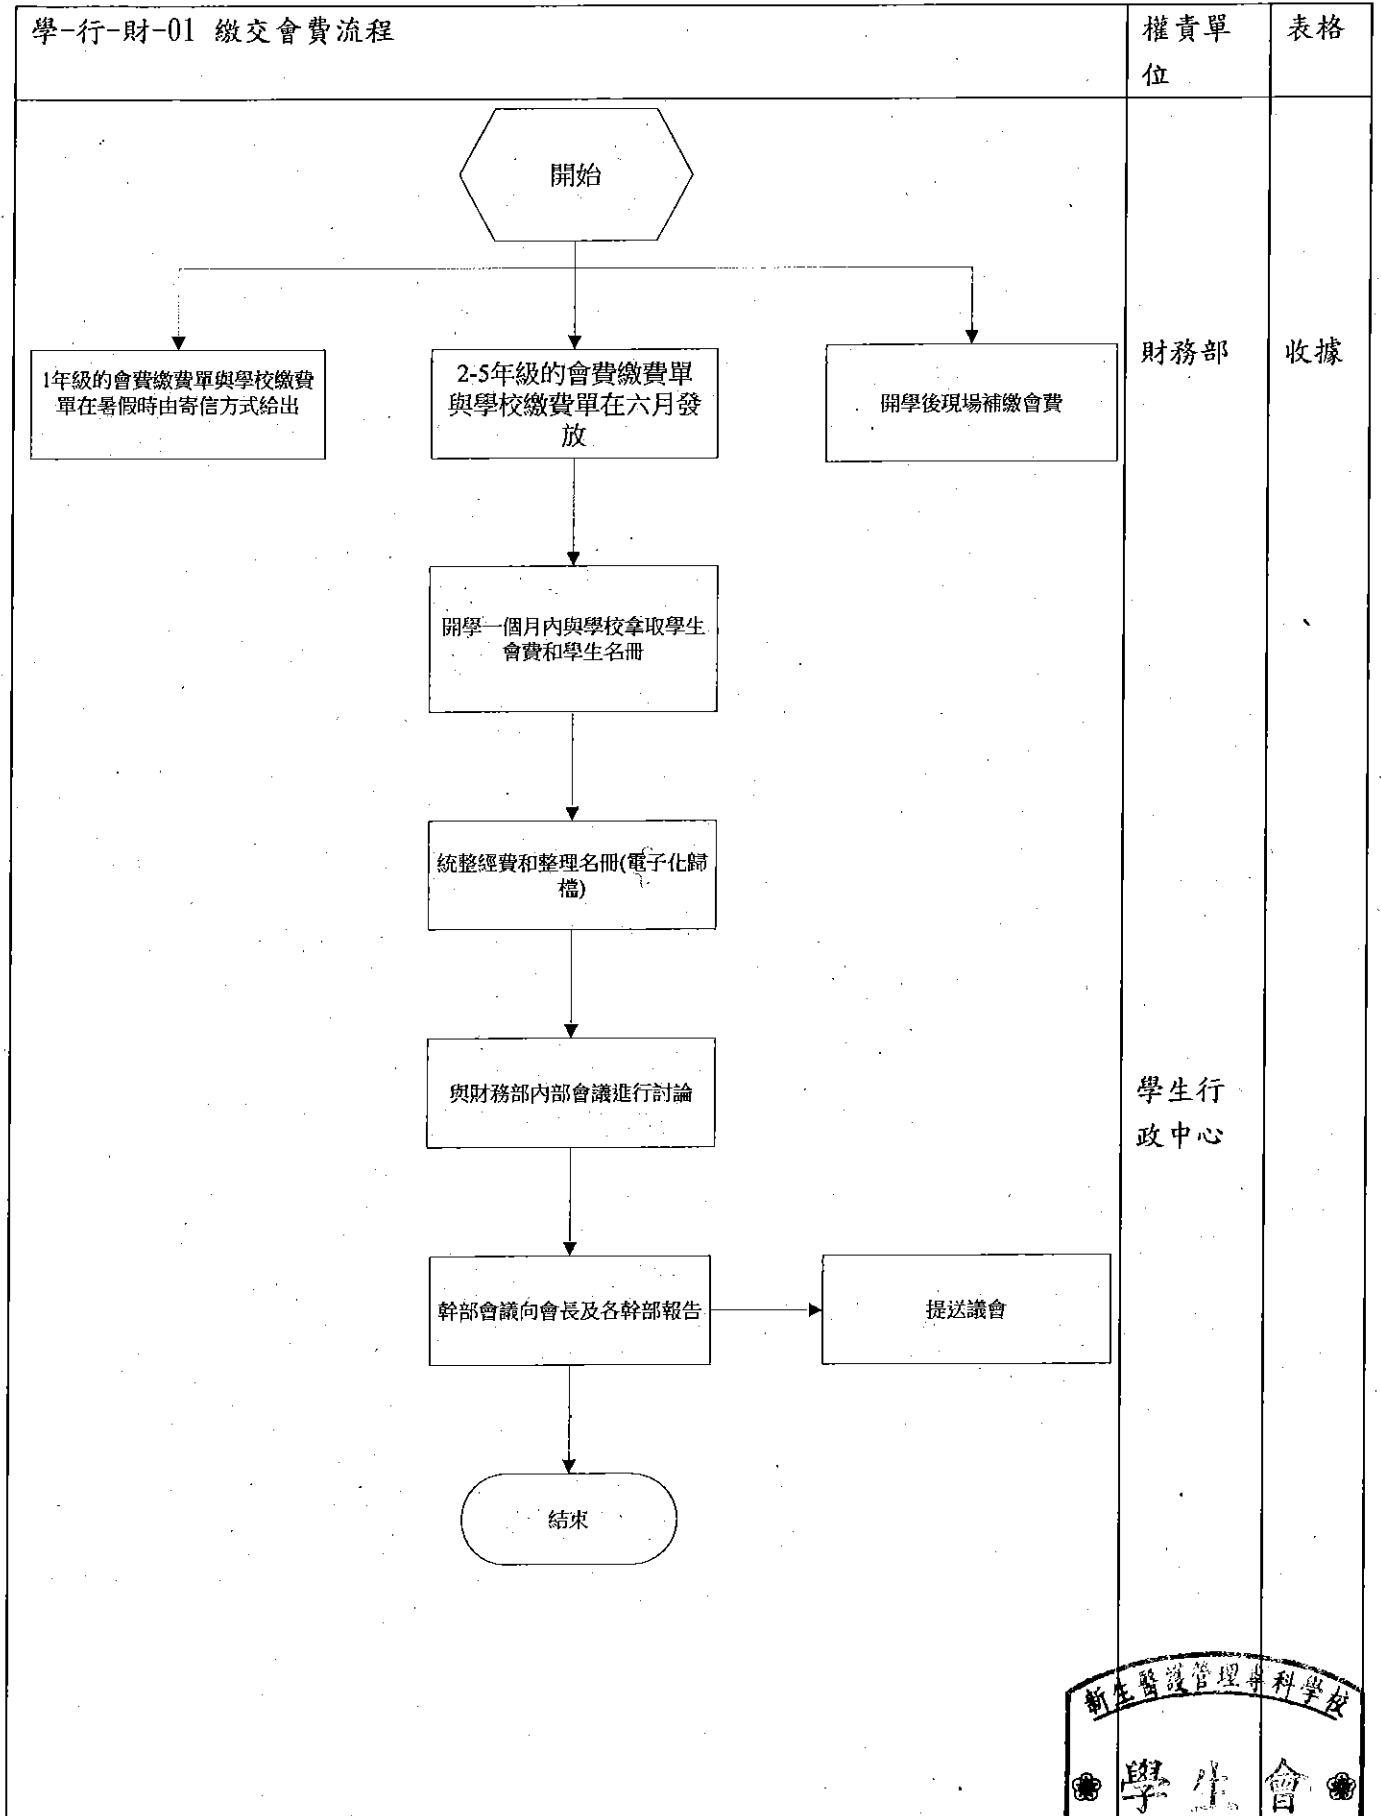 學-行-財-01 繳交會費流程
權責單
位
表格
開始
1年級的會費繳費單與學校繳費
單在暑假時由寄信方式給出
2-5年級的會費繳費單
與學校繳費單在六月發
放
開學後現場補繳會費
財務部
收據
開學一個月內與學校拿取學生
會費和學生名冊
統整經費和整理名冊(電子化歸
檔)
與財務部內部會議進行討論
學生行
政中心
幹部會議向會長及各幹部報告
提送議會
結束
新生醫護管理專科學校
學生會